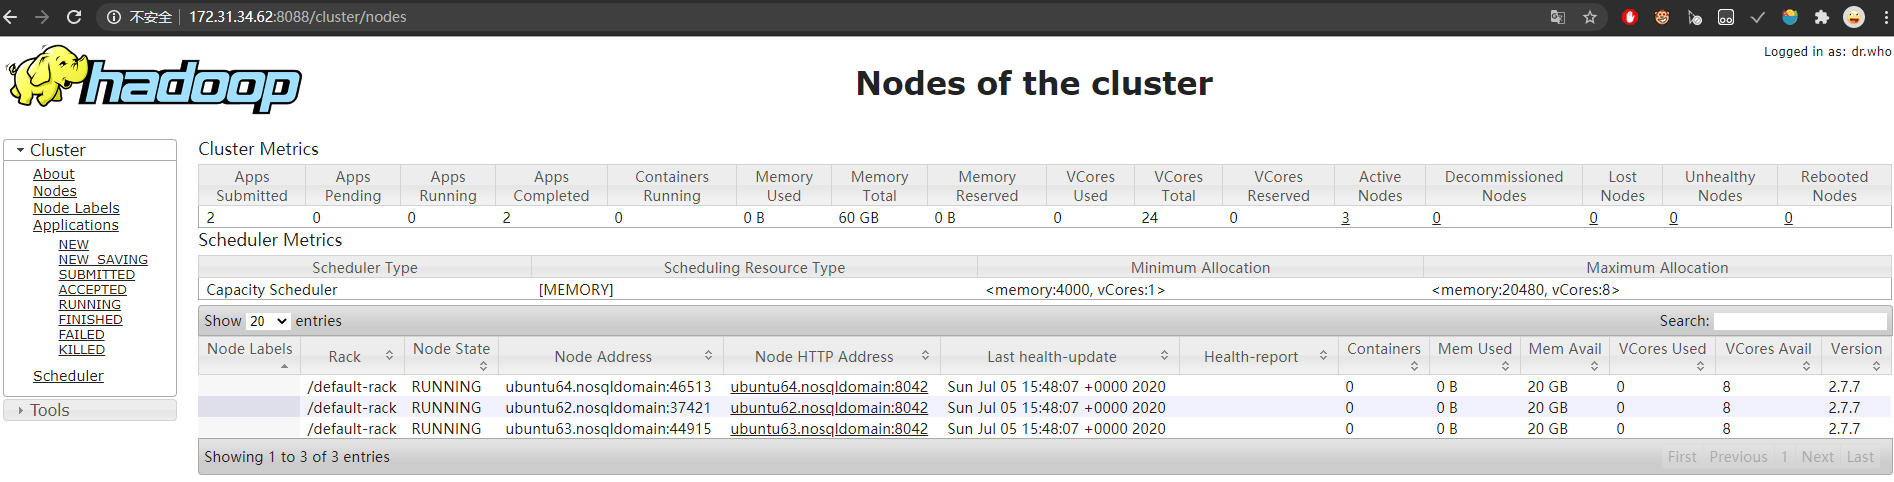 不安全 | 172.31.34.62:8088/cluster/nodes
Logged in as: dr.who
hadoop
Nodes of the cluster
Cluster
About
Nodes
Node Labels
Applications
NEW
NEW_SAVING
SUBMITTED
ACCEPTED
RUNNING
FINISHED
FAILED
KILLED
Scheduler
Tools
Cluster Metrics
Apps Submitted Apps Pending Apps Running Apps Completed Containers Running Memory Used Memory Total Memory Reserved VCores Used VCores Total VCores Reserved Active Nodes Decommissioned Nodes Lost Nodes Unhealthy Nodes Rebooted Nodes
2 0 0 2 0 0 B 60 GB 0 B 0 24 0 3 0 0 0 0
Scheduler Metrics
Scheduler Type Scheduling Resource Type Minimum Allocation Maximum Allocation
Capacity Scheduler [MEMORY] <memory:4000, vCores:1> <memory:20480, vCores:8>
Show 20 entries Search:
Node Labels Rack Node State Node Address Node HTTP Address Last health-update Health-report Containers Mem Used Mem Avail VCores Used VCores Avail Version
/default-rack RUNNING ubuntu64.nosqldomain:46513 ubuntu64.nosqldomain:8042 Sun Jul 05 15:48:07 +0000 2020 0 0 B 20 GB 0 8 2.7.7
/default-rack RUNNING ubuntu62.nosqldomain:37421 ubuntu62.nosqldomain:8042 Sun Jul 05 15:48:07 +0000 2020 0 0 B 20 GB 0 8 2.7.7
/default-rack RUNNING ubuntu63.nosqldomain:44915 ubuntu63.nosqldomain:8042 Sun Jul 05 15:48:07 +0000 2020 0 0 B 20 GB 0 8 2.7.7
Showing 1 to 3 of 3 entries First Previous 1 Next Last